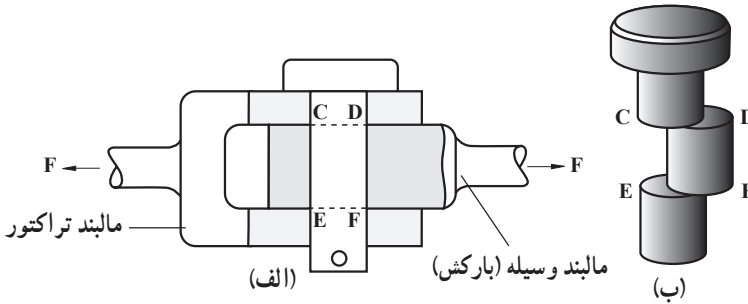 C D
C
D
F
F
E
E F
F
مالبند تراکتور
مالبند وسیله (بارکش)
(الف)
(ب)